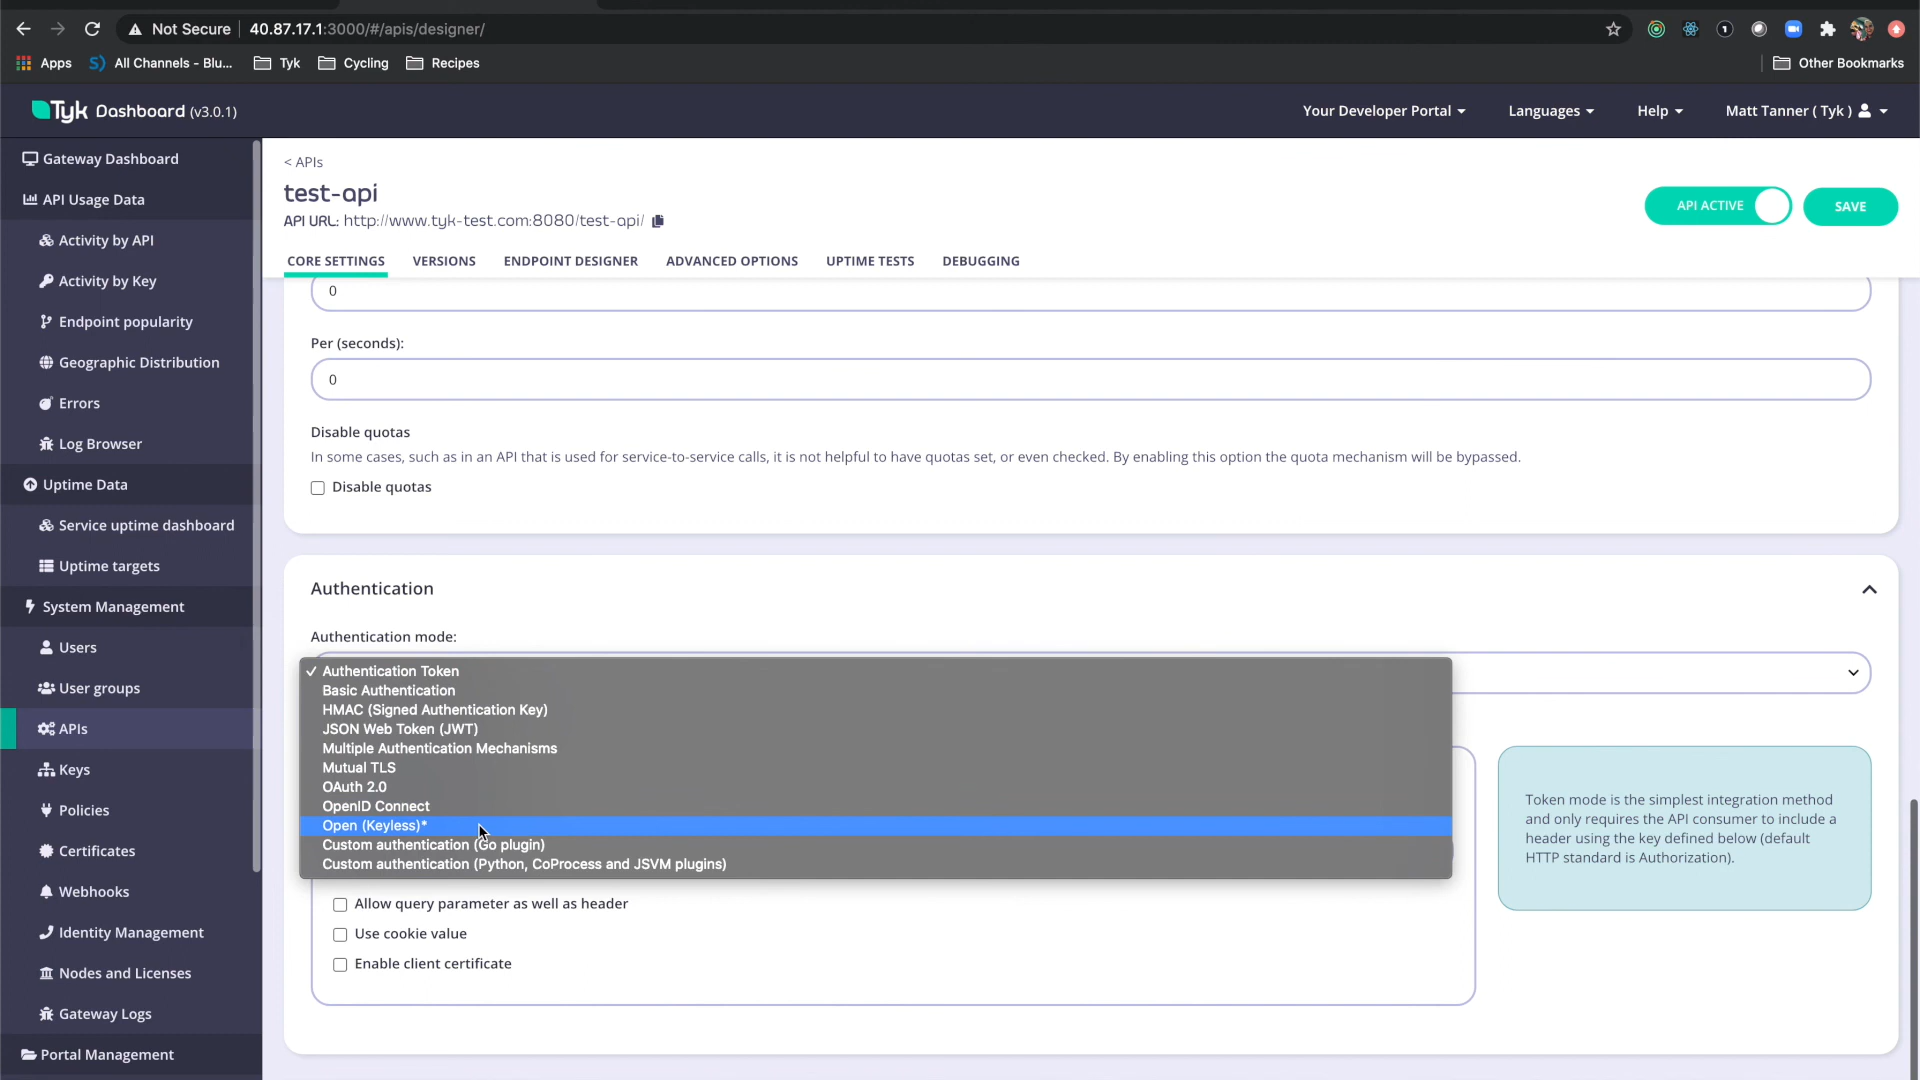 Not Secure
40.87.17.1:3000/#/apis/designer/
Apps
All Channels - Blu...
Tyk
Cycling
Recipes
Other Bookmarks
Tyk Dashboard (v3.0.1)
Your Developer Portal
Languages
Help
Matt Tanner ( Tyk )
Gateway Dashboard
API Usage Data
Activity by API
Activity by Key
Endpoint popularity
Geographic Distribution
Errors
Log Browser
Uptime Data
Service uptime dashboard
Uptime targets
System Management
Users
User groups
APIs
Keys
Policies
Certificates
Webhooks
Identity Management
Nodes and Licenses
Gateway Logs
Portal Management
< APIs
test-api
API URL: http://www.tyk-test.com:8080/test-api/
API ACTIVE
SAVE
CORE SETTINGS
VERSIONS
ENDPOINT DESIGNER
ADVANCED OPTIONS
UPTIME TESTS
DEBUGGING
0
Per (seconds):
0
Disable quotas
In some cases, such as in an API that is used for service-to-service calls, it is not helpful to have quotas set, or even checked. By enabling this option the quota mechanism will be bypassed.
Disable quotas
Authentication
Authentication mode:
✓ Authentication Token
Basic Authentication
HMAC (Signed Authentication Key)
JSON Web Token (JWT)
Multiple Authentication Mechanisms
Mutual TLS
OAuth 2.0
OpenID Connect
Open (Keyless)*
Custom authentication (Go plugin)
Custom authentication (Python, CoProcess and JSVM plugins)
Allow query parameter as well as header
Use cookie value
Enable client certificate
Token mode is the simplest integration method
and only requires the API consumer to include a
header using the key defined below (default
HTTP standard is Authorization).